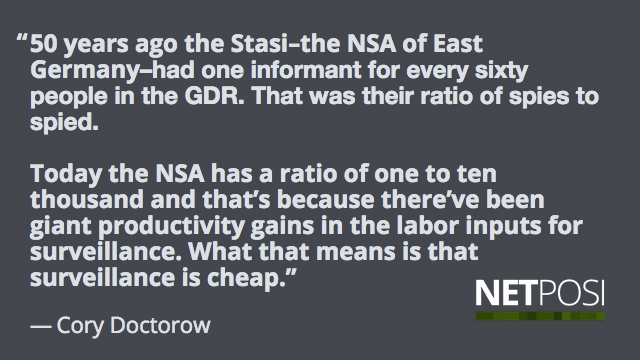 “50 years ago the Stasi–the NSA of East
Germany–had one informant for every sixty
people in the GDR. That was their ratio of spies to
spied.
Today the NSA has a ratio of one to ten
thousand and that’s because there’ve been
giant productivity gains in the labor inputs for
surveillance. What that means is that
surveillance is cheap.”
— Cory Doctorow
NETPOSI